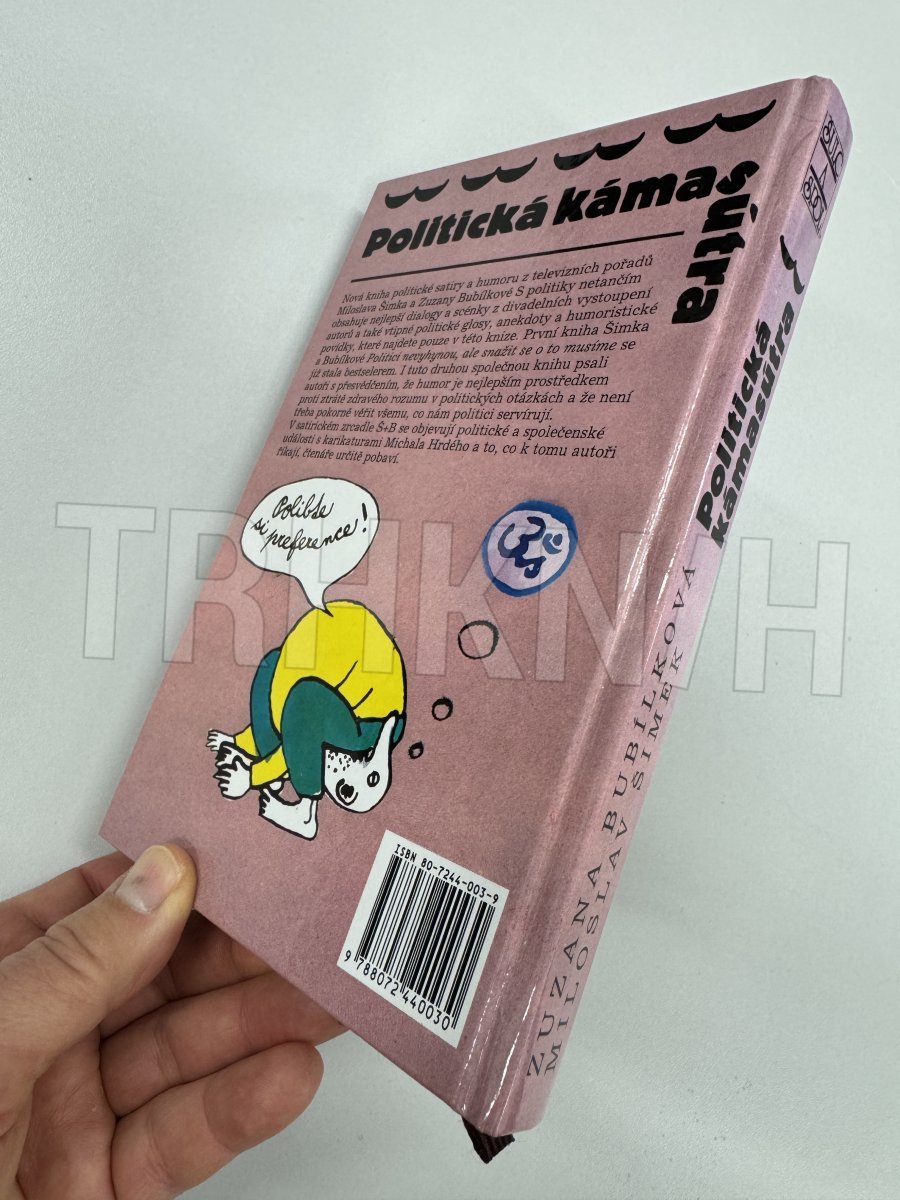 Politická kámasútra
Nová kniha politické satiry a humoru z televizních pořadů
Miloslava Šimka a Zuzany Bubílkové S politiky netančím
obsahuje nejlepší dialogy a scénky z divadelních vystoupení
autorů a také vtipné politické glosy, anekdoty a humoristické
povídky, které najdete pouze v této knize. První kniha Šimka
a Bubílkové Politici nevyhynou, ale snažit se o to musíme se
již stala bestselerem. I tuto druhou společnou knihu psali
autoři s přesvědčením, že humor je nejlepším prostředkem
proti ztrátě zdravého rozumu v politických otázkách a že není
třeba pokorně věřit všemu, co nám politici servírují.
V satirickém zrcadle Š+B se objevují politické a společenské
události s karikaturami Michala Hrdého a to, co k tomu autoři
říkají, čtenáře určitě pobaví.
Polibte
si preference!
ॐ
ISBN 80-7244-003-9
9 788072 440030
Politická
kámasútra
ZUZANA BUBÍLKOVÁ
MILOSLAV ŠIMEK
TRHKNIH